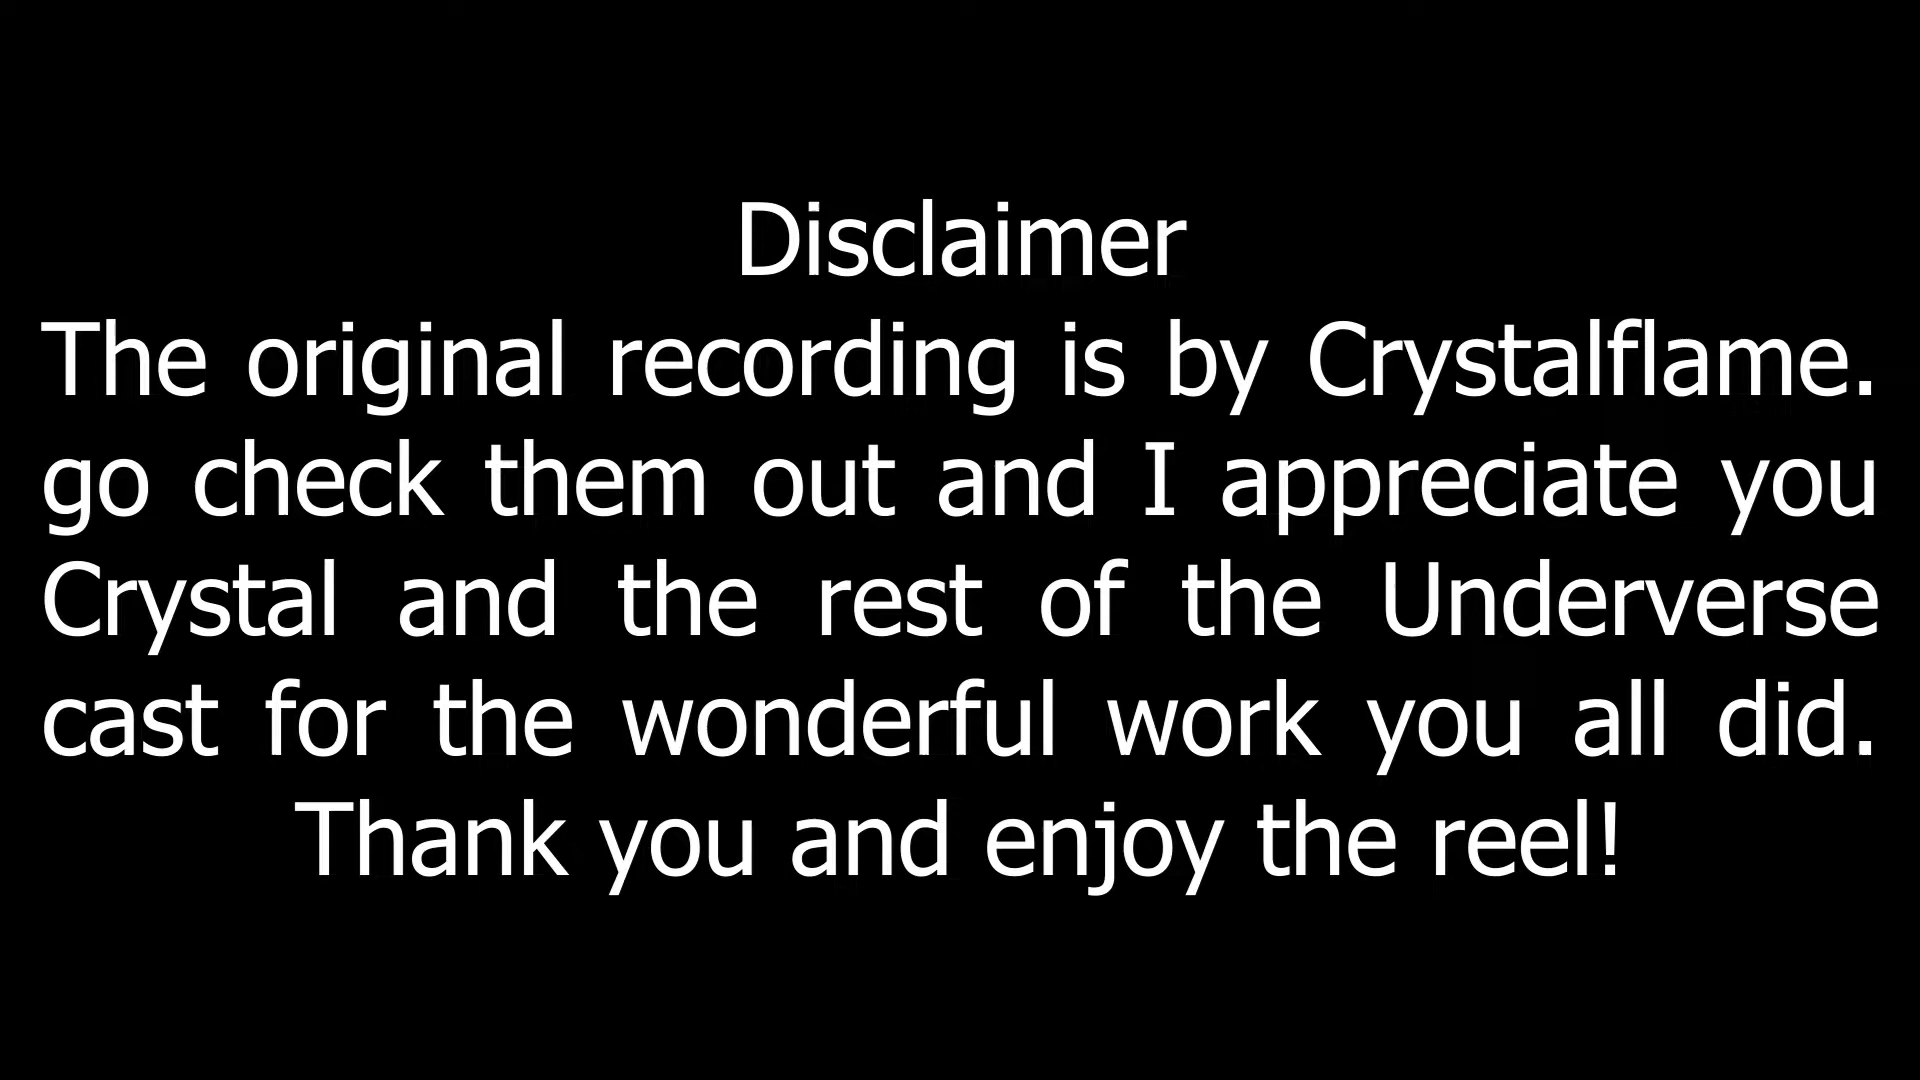 Disclaimer
The original recording is by Crystalflame.
go check them out and I appreciate you
Crystal and the rest of the Underverse
cast for the wonderful work you all did.
Thank you and enjoy the reel!